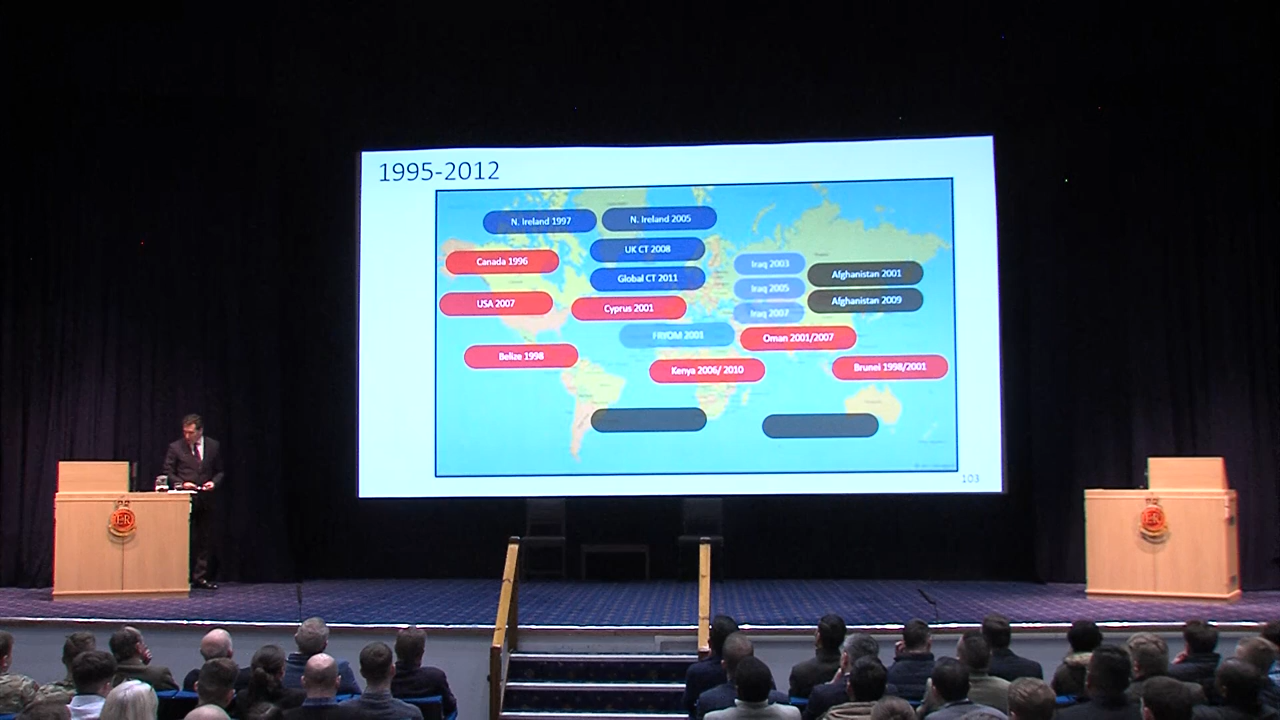 1995-2012
N. Ireland 1997
N. Ireland 2005
UK CT 2008
Canada 1996
Iraq 2003
Afghanistan 2001
Global CT 2011
Iraq 2005
USA 2007
Cyprus 2001
Afghanistan 2009
Iraq 2007
FRYOM 2001
Oman 2001/2007
Belize 1998
Kenya 2006/ 2010
Brunei 1998/2001
103